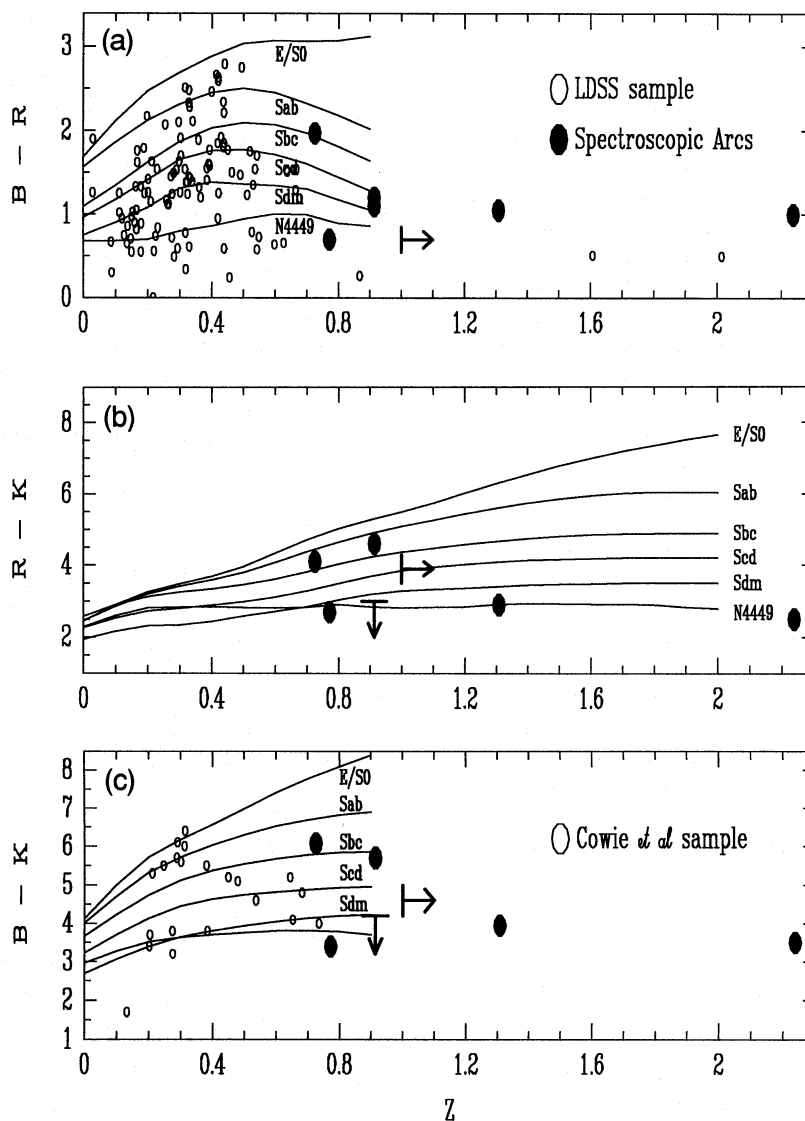 (a)
B – R
3
2
1
0
E/S0
Sab
Sbc
Scd
Sdm
N4449
LDSS sample
Spectroscopic Arcs
0 0.4 0.8 1.2 1.6 2
(b)
R – K
8
6
4
2
E/S0
Sab
Sbc
Scd
Sdm
N4449
0 0.4 0.8 1.2 1.6 2
(c)
B – K
8
7
6
5
4
3
2
1
E/S0
Sab
Sbc
Scd
Sdm
Cowie et al sample
0 0.4 0.8 1.2 1.6 2
Z